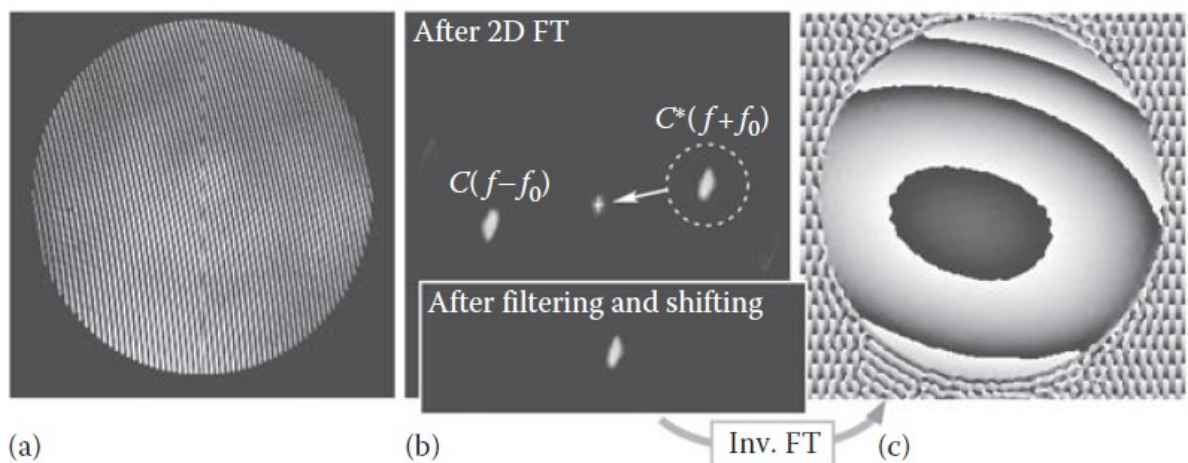 After 2D FT
C*(f+f₀)
C(f−f₀)
After filtering and shifting
(a)
(b)
Inv. FT
(c)